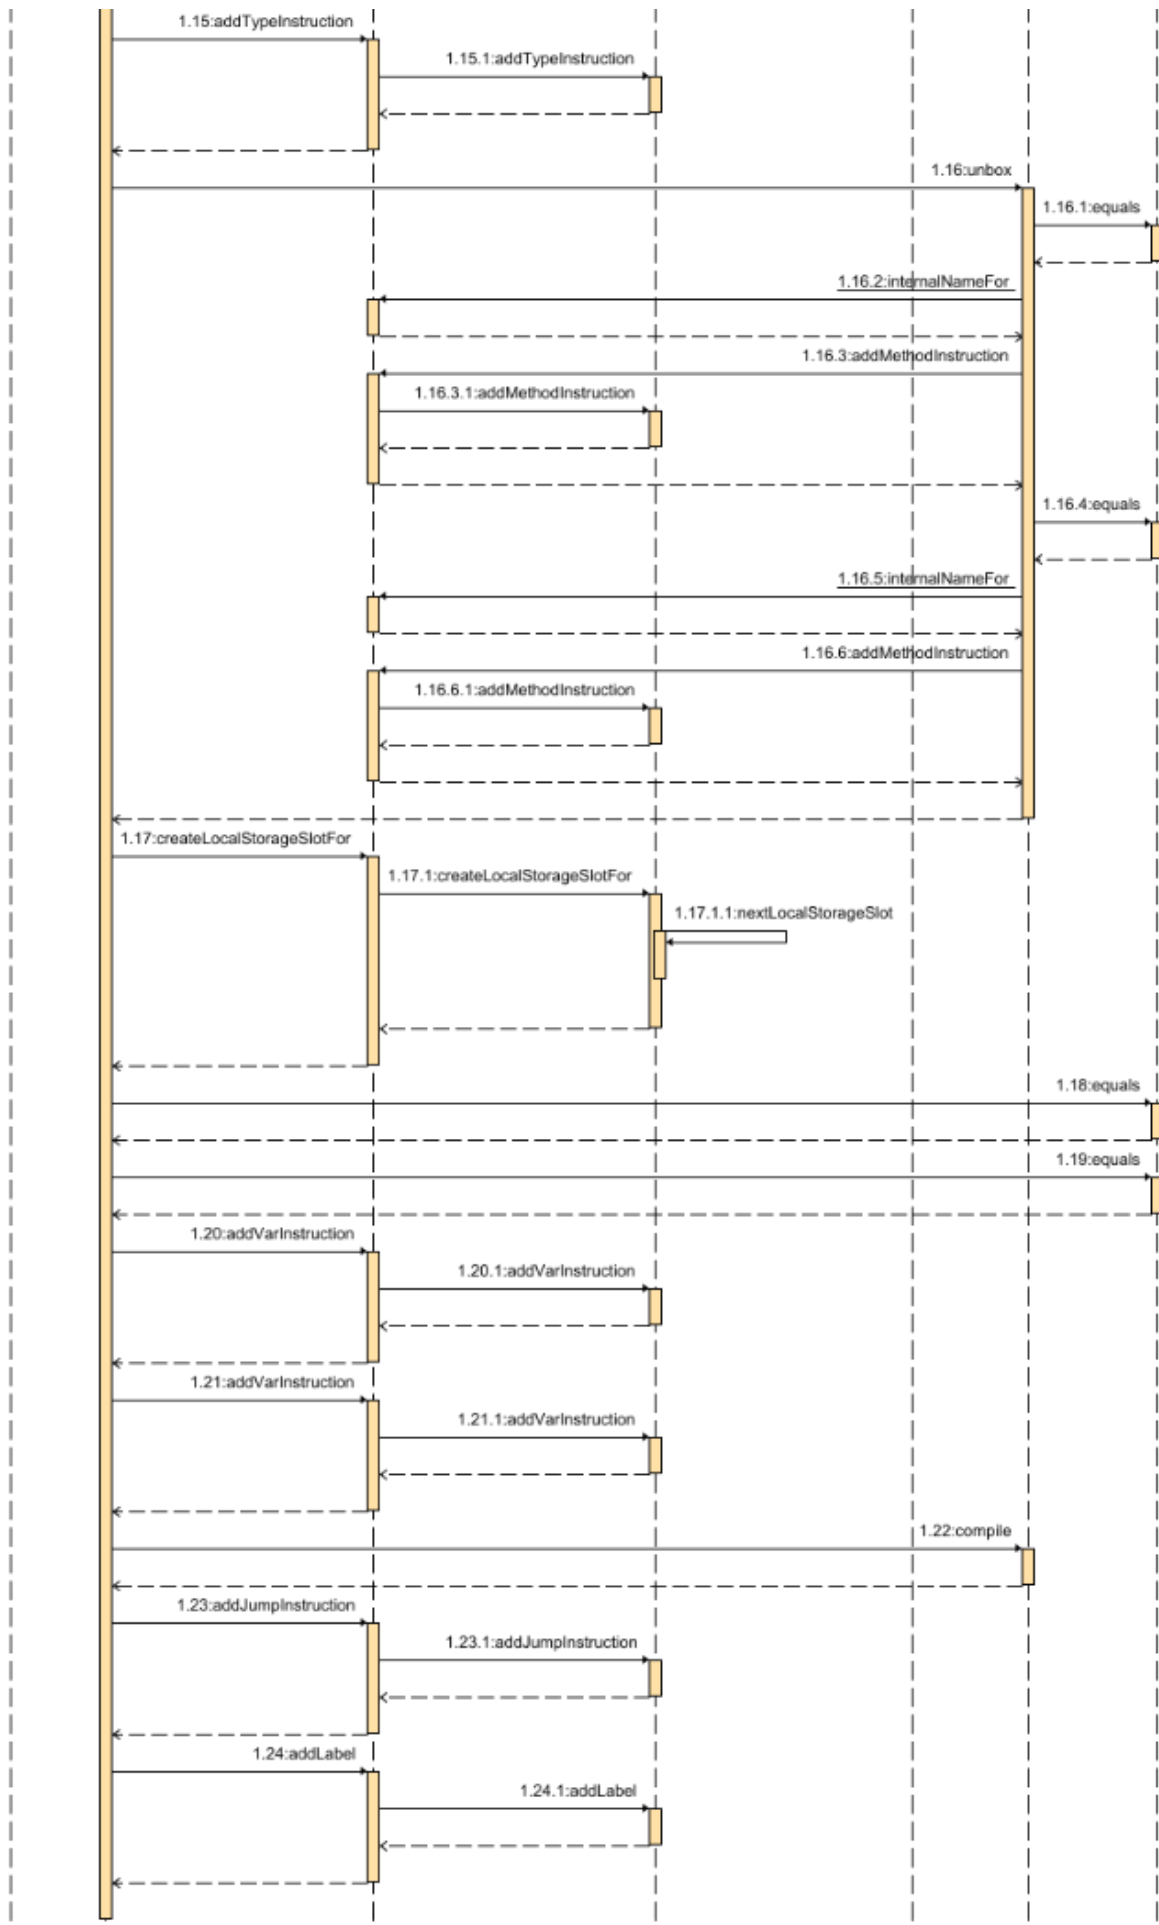 1.15:addTypeInstruction
1.15.1:addTypeInstruction
1.16:unbox
1.16.1:equals
1.16.2:internalNameFor
1.16.3:addMethodInstruction
1.16.3.1:addMethodInstruction
1.16.4:equals
1.16.5:internalNameFor
1.16.6:addMethodInstruction
1.16.6.1:addMethodInstruction
1.17:createLocalStorageSlotFor
1.17.1:createLocalStorageSlotFor
1.17.1.1:nextLocalStorageSlot
1.18:equals
1.19:equals
1.20:addVarInstruction
1.20.1:addVarInstruction
1.21:addVarInstruction
1.21.1:addVarInstruction
1.22:compile
1.23:addJumpInstruction
1.23.1:addJumpInstruction
1.24:addLabel
1.24.1:addLabel